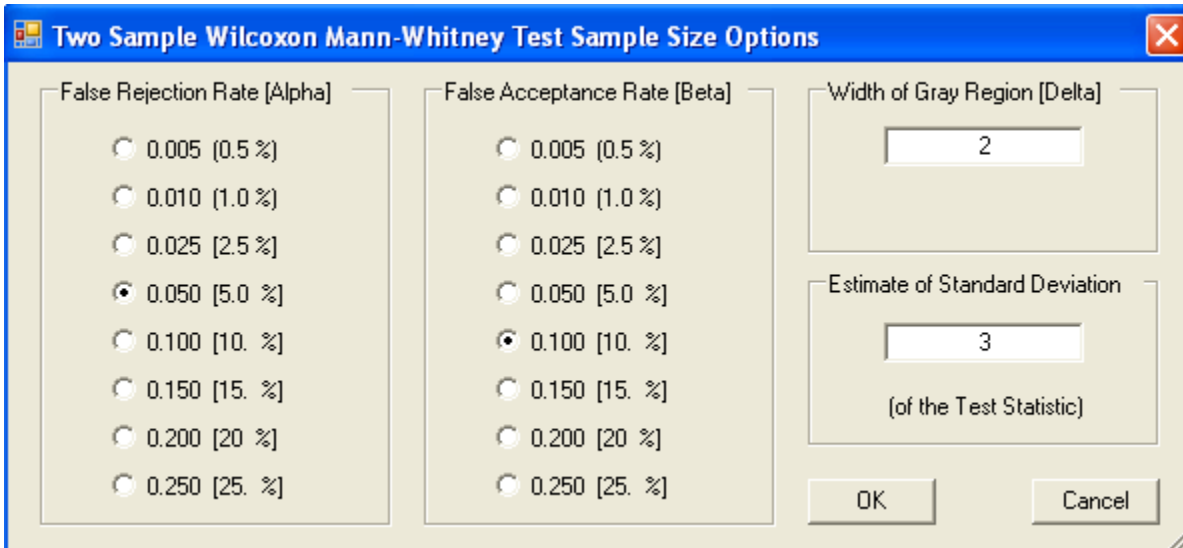 Two Sample Wilcoxon Mann-Whitney Test Sample Size Options
False Rejection Rate [Alpha]
0.005 (0.5 %)
0.010 (1.0 %)
0.025 [2.5 %]
0.050 [5.0 %]
0.100 [10. %]
0.150 [15. %]
0.200 [20 %]
0.250 [25. %]
False Acceptance Rate [Beta]
0.005 (0.5 %)
0.010 (1.0 %)
0.025 [2.5 %]
0.050 [5.0 %]
0.100 [10. %]
0.150 [15. %]
0.200 [20 %]
0.250 [25. %]
Width of Gray Region [Delta]
2
Estimate of Standard Deviation
3
(of the Test Statistic)
OK
Cancel